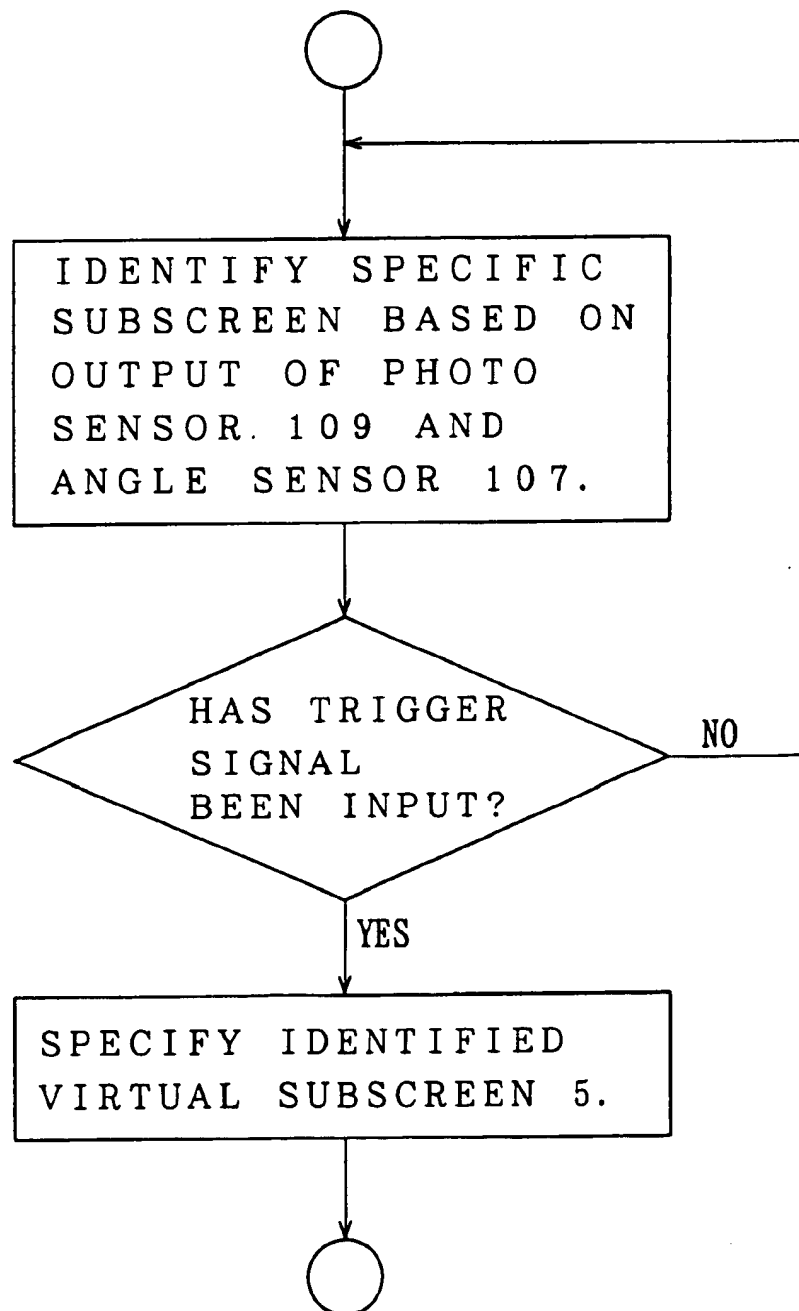 IDENTIFY SPECIFIC
SUBSCREEN BASED ON
OUTPUT OF PHOTO
SENSOR. 109 AND
ANGLE SENSOR 107.
HAS TRIGGER
SIGNAL
BEEN INPUT?
NO
YES
SPECIFY IDENTIFIED
VIRTUAL SUBSCREEN 5.